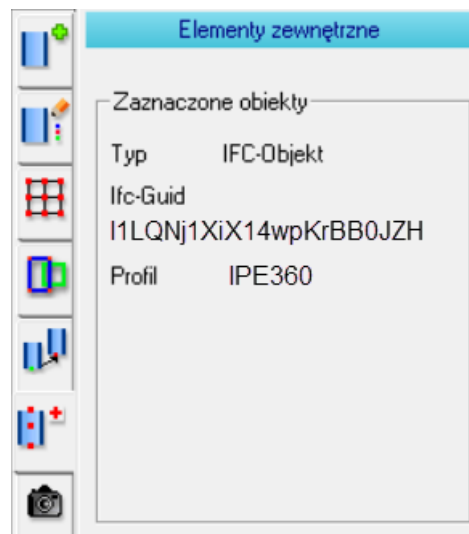 Elementy zewnętrzne
Zaznaczone obiekty
Typ IFC-Objekt
Ifc-Guid
I1LQNj1XiX14wpKrBB0JZH
Profil IPE360